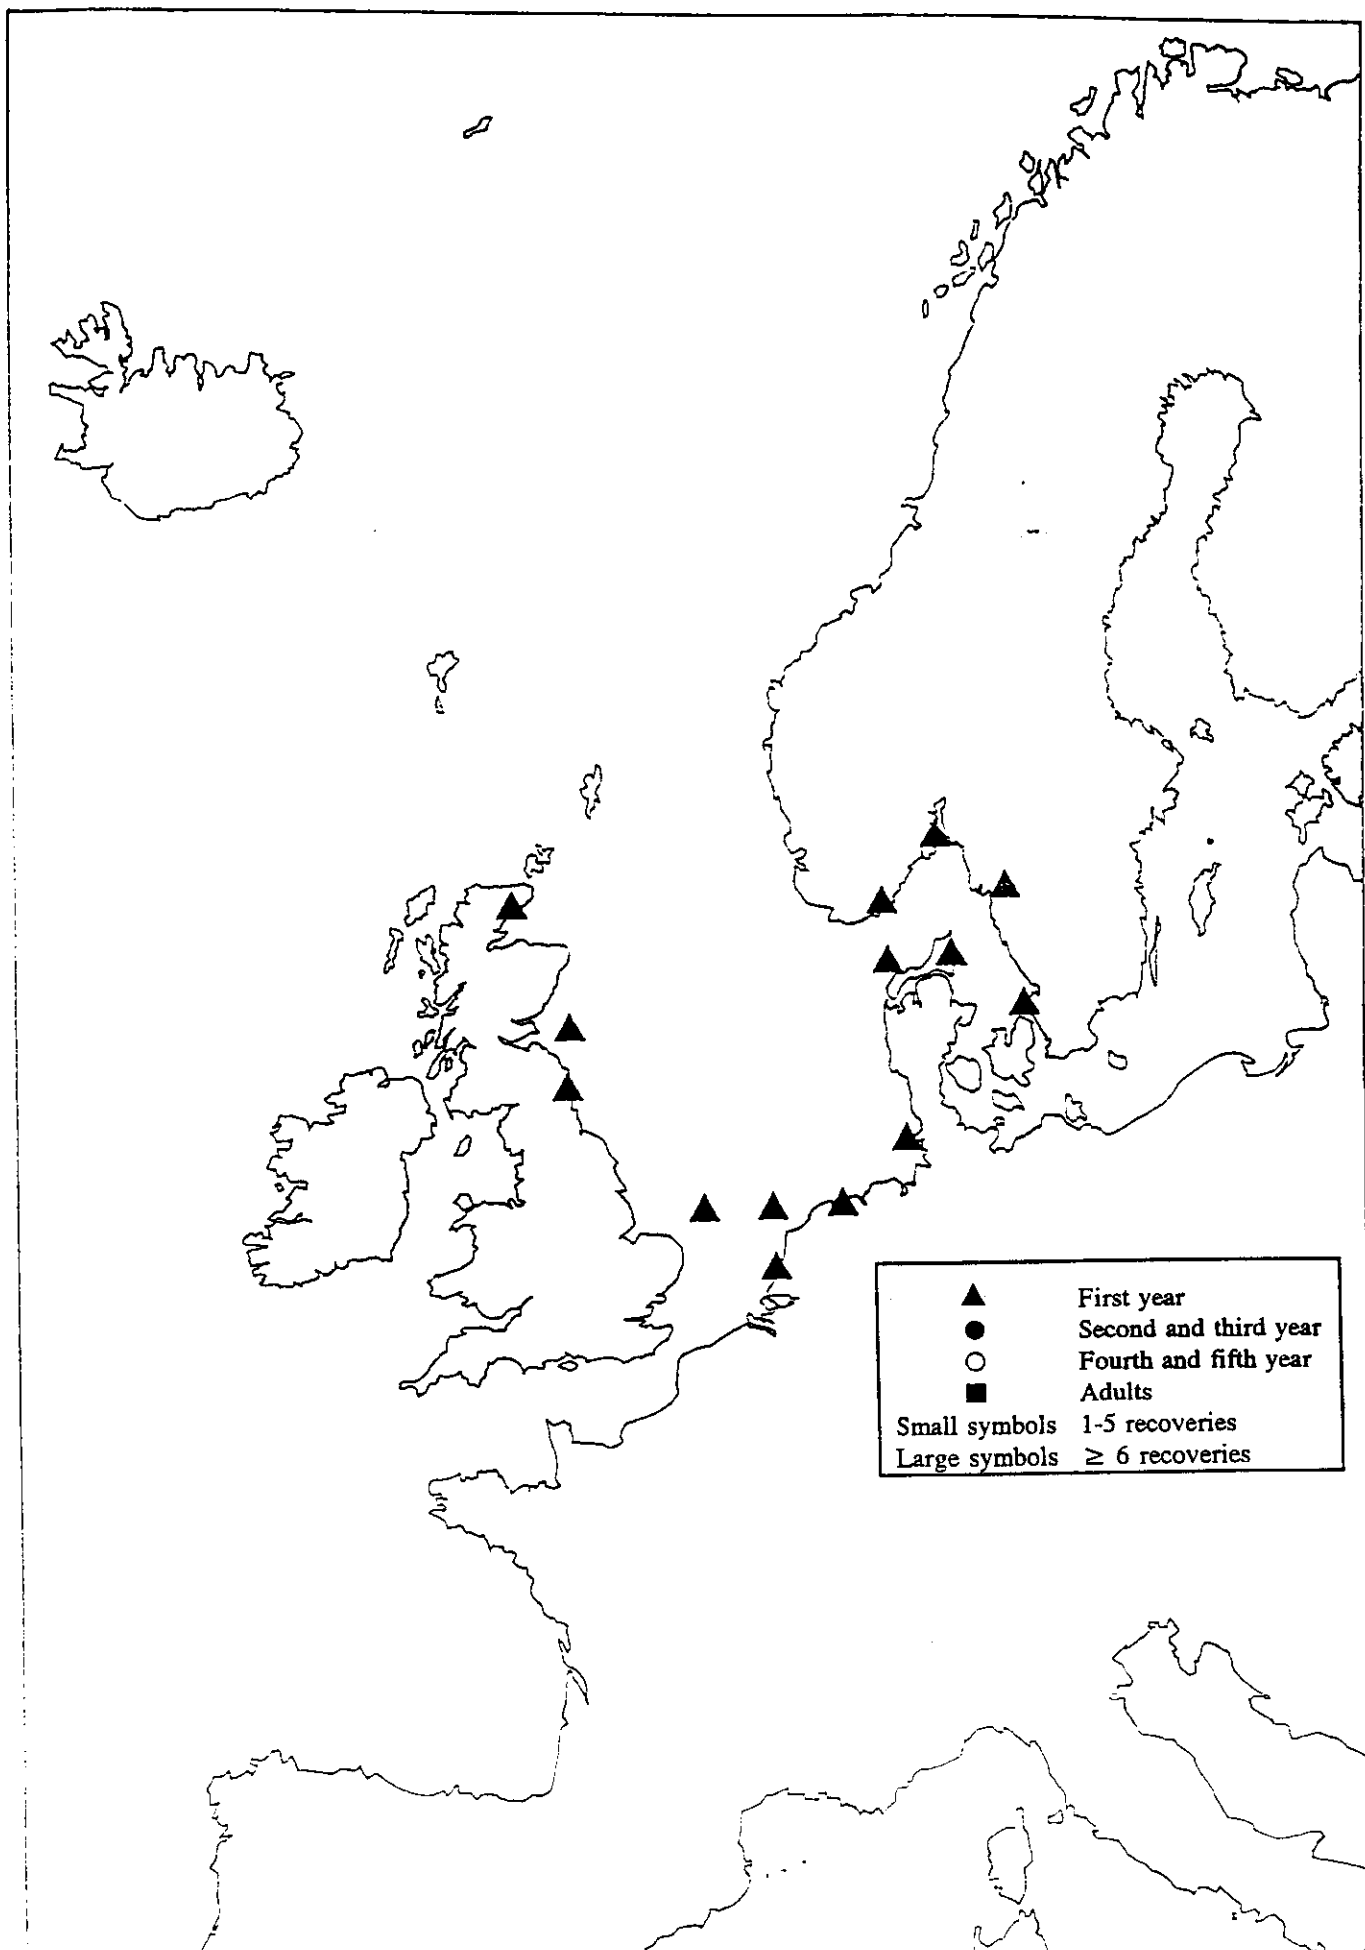 First year
Second and third year
Fourth and fifth year
Adults
Small symbols 1-5 recoveries
Large symbols ≥ 6 recoveries